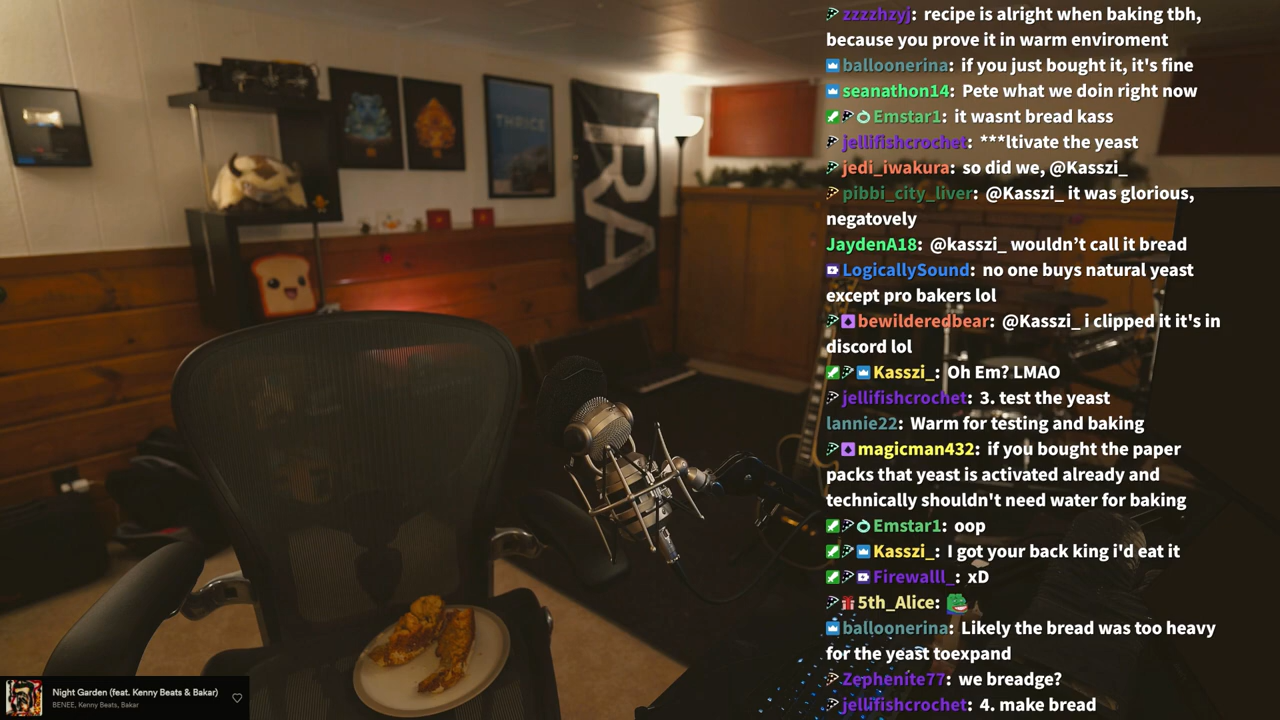 THRICE
RA
zzzzhzyj: recipe is alright when baking tbh,
because you prove it in warm enviroment
balloonerina: if you just bought it, it's fine
seanathon14: Pete what we doin right now
Emstar1: it wasnt bread kass
jellifishcrochet: ***ltivate the yeast
jedi_iwakura: so did we, @Kasszi_
pibbi_city_liver: @Kasszi_ it was glorious,
negatovely
JaydenA18: @kasszi_ wouldn’t call it bread
LogicallySound: no one buys natural yeast
except pro bakers lol
bewilderedbear: @Kasszi_ i clipped it it's in
discord lol
Kasszi_: Oh Em? LMAO
jellifishcrochet: 3. test the yeast
lannie22: Warm for testing and baking
magicman432: if you bought the paper
packs that yeast is activated already and
technically shouldn't need water for baking
Emstar1: oop
Kasszi_: I got your back king i'd eat it
Firewalll_: xD
5th_Alice:
balloonerina: Likely the bread was too heavy
for the yeast toexpand
Zephenite77: we breadge?
jellifishcrochet: 4. make bread
Night Garden (feat. Kenny Beats & Bakar)
BENEE, Kenny Beats, Bakar